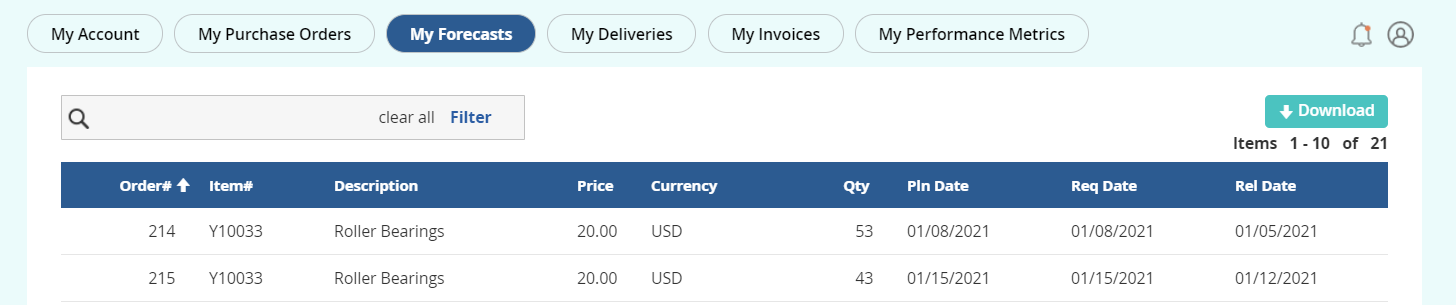 My Account My Purchase Orders My Forecasts My Deliveries My Invoices My Performance Metrics
clear all Filter
Download
Items 1 - 10 of 21
Order# Item# Description Price Currency Qty Pln Date Req Date Rel Date
214 Y10033 Roller Bearings 20.00 USD 53 01/08/2021 01/08/2021 01/05/2021
215 Y10033 Roller Bearings 20.00 USD 43 01/15/2021 01/15/2021 01/12/2021